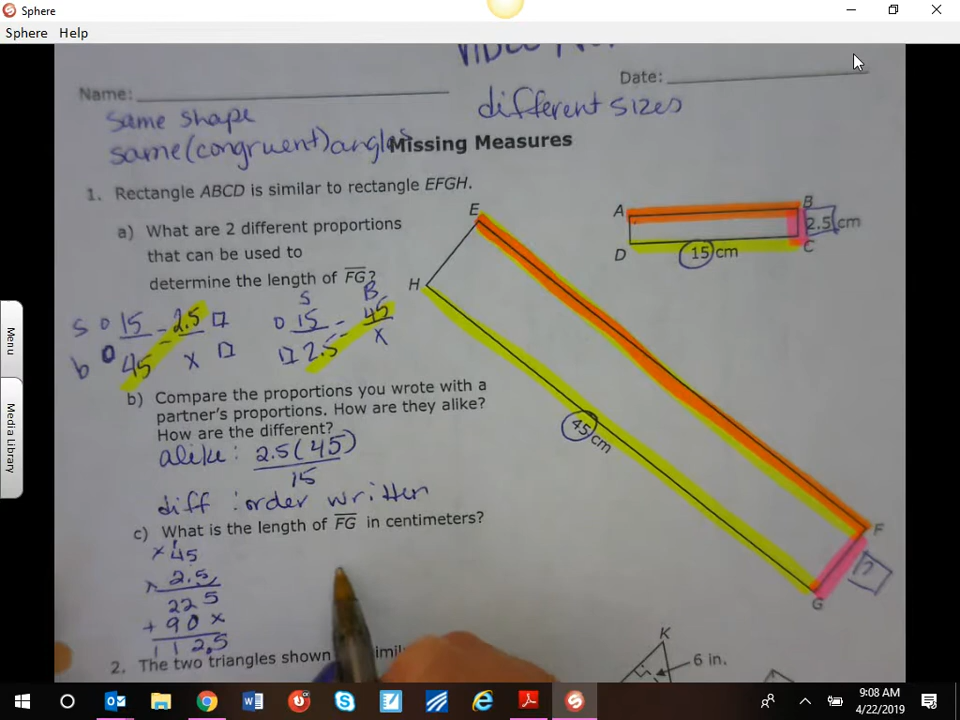 Sphere
Sphere Help
Name:
Date:
same shape
different sizes
same (congruent) angles
Missing Measures
1. Rectangle ABCD is similar to rectangle EFGH.
a) What are 2 different proportions
that can be used to
determine the length of FG?
S 15 = 2.5
b 45 x
S B
15 = 45
2.5 x
b) Compare the proportions you wrote with a
partner's proportions. How are they alike?
How are the different?
alike: 2.5(45)
15
diff : order written
c) What is the length of FG in centimeters?
45
x 2.5
225
+ 90x
112.5
2. The two triangles shown
A
B
2.5 cm
D
15 cm
C
E
H
45 cm
F
?
G
K
6 in.
Menu
Media Library
9:08 AM
4/22/2019